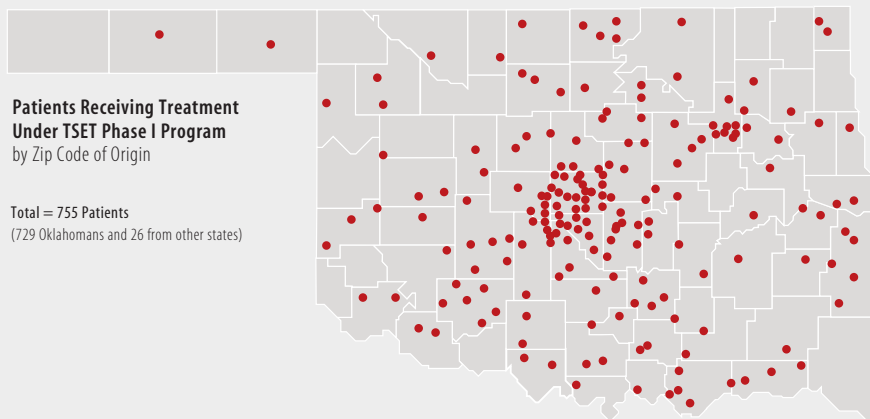 Patients Receiving Treatment
Under TSET Phase I Program
by Zip Code of Origin
Total = 755 Patients
(729 Oklahomans and 26 from other states)